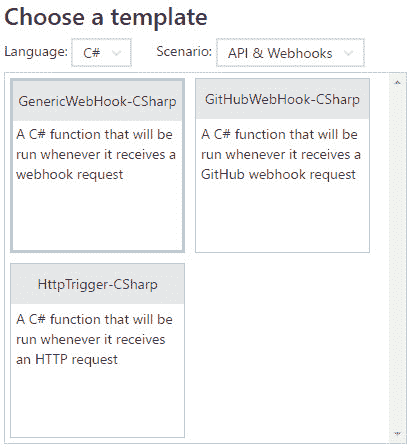 Choose a template
Language: C# Scenario: API & Webhooks
GenericWebHook-CSharp
A C# function that will be
run whenever it receives a
webhook request
GitHubWebHook-CSharp
A C# function that will be
run whenever it receives a
GitHub webhook request
HttpTrigger-CSharp
A C# function that will be
run whenever it receives
an HTTP request